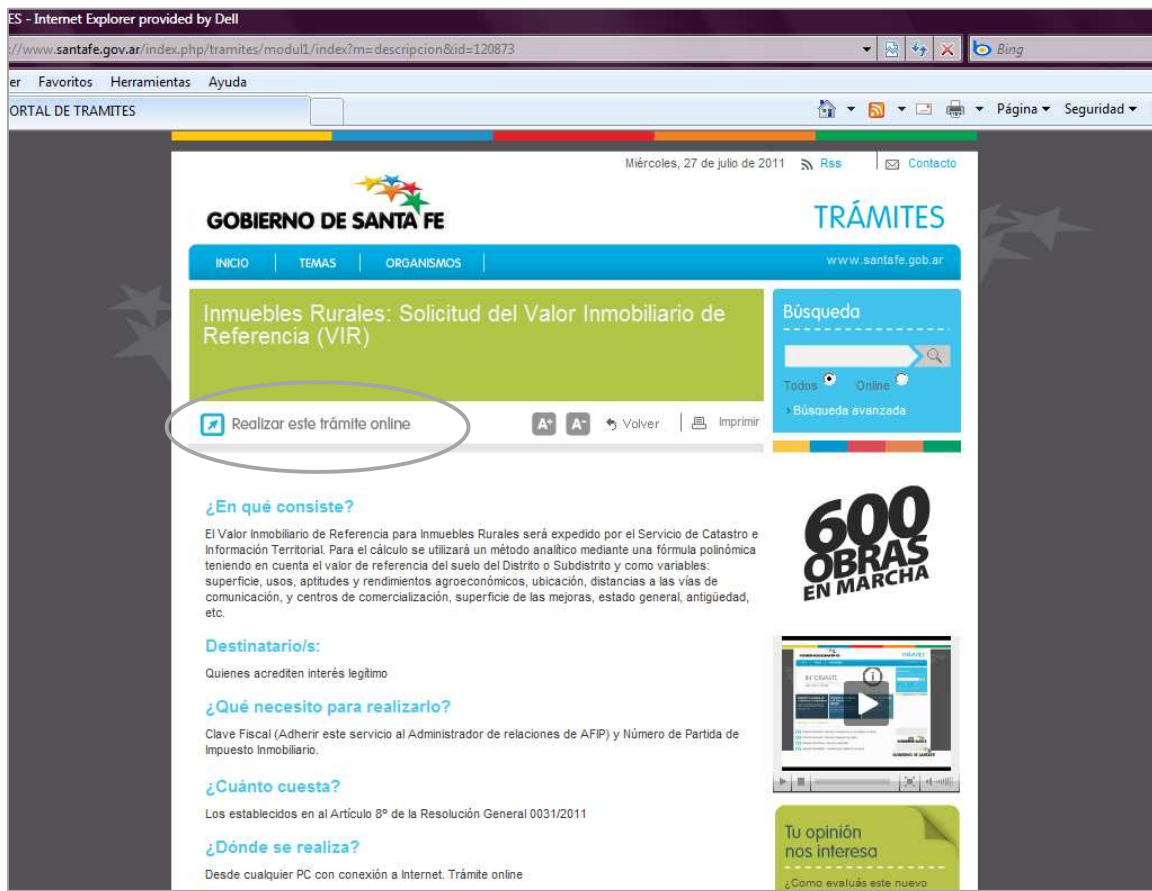 ES - Internet Explorer provided by Dell
://www.santafe.gov.ar/index.php/tramites/modul1/index?m=descripcion&id=120873
Bing
er Favoritos Herramientas Ayuda
ORTAL DE TRAMITES
Página Seguridad
Miércoles, 27 de julio de 2011 Rss Contacto
GOBIERNO DE SANTA FE
TRÁMITES
INICIO TEMAS ORGANISMOS
www.santafe.gob.ar
Inmuebles Rurales: Solicitud del Valor Inmobiliario de
Referencia (VIR)
Búsqueda
Todos Online
Búsqueda avanzada
Realizar este trámite online
A+ A- Volver Imprimir
¿En qué consiste?
El Valor Inmobiliario de Referencia para Inmuebles Rurales será expedido por el Servicio de Catastro e
Información Territorial. Para el cálculo se utilizará un método analítico mediante una fórmula polinómica
teniendo en cuenta el valor de referencia del suelo del Distrito o Subdistrito y como variables:
superficie, usos, aptitudes y rendimientos agroeconómicos, ubicación, distancias a las vías de
comunicación, y centros de comercialización, superficie de las mejoras, estado general, antigüedad,
etc.
600
OBRAS
EN MARCHA
Destinatario/s:
Quienes acrediten interés legítimo
¿Qué necesito para realizarlo?
Clave Fiscal (Adherir este servicio al Administrador de relaciones de AFIP) y Número de Partida de
Impuesto Inmobiliario.
¿Cuánto cuesta?
Los establecidos en al Artículo 8º de la Resolución General 0031/2011
¿Dónde se realiza?
Desde cualquier PC con conexión a Internet. Trámite online
Tu opinión
nos interesa
¿Como evaluás este nuevo